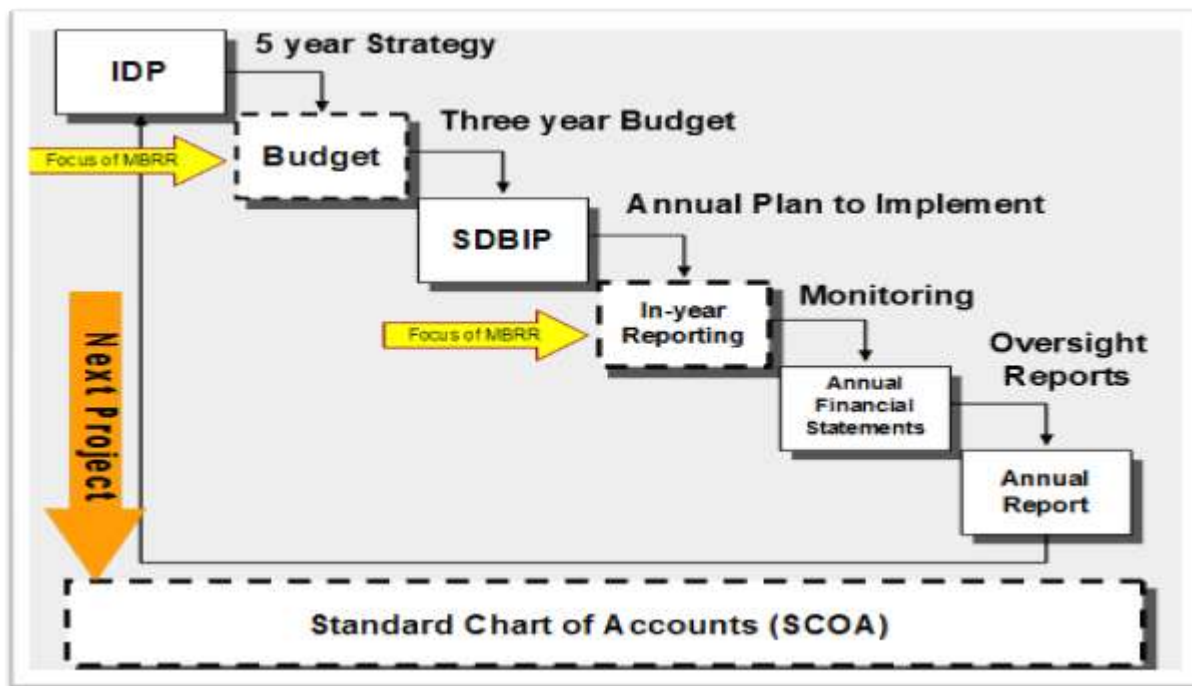 IDP
5 year Strategy
Focus of MBRR
Budget
Three year Budget
SDBIP
Annual Plan to Implement
Focus of MBRR
In-year
Reporting
Monitoring
Annual
Financial
Statements
Oversight
Reports
Annual
Report
Next Project
Standard Chart of Accounts (SCOA)